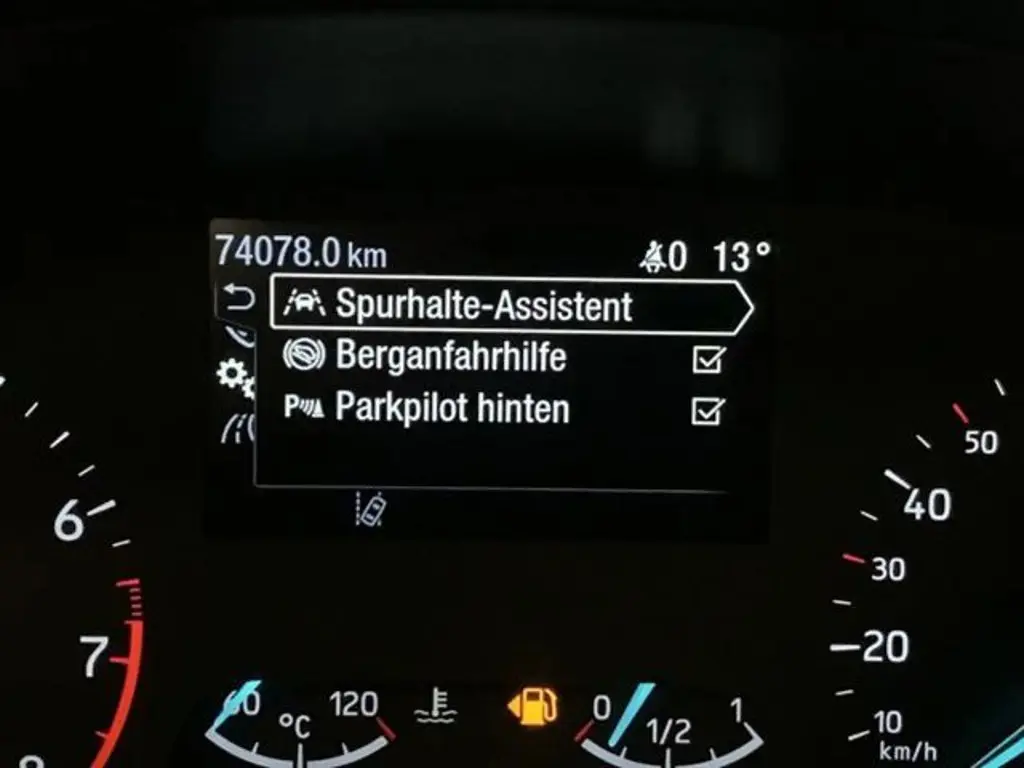 74078.0 km 0 13°
Spurhalte-Assistent
Berganfahrhilfe
P Parkpilot hinten
6
7
8
50
40
30
20
10
km/h
60 °C 120
0 1/2 1